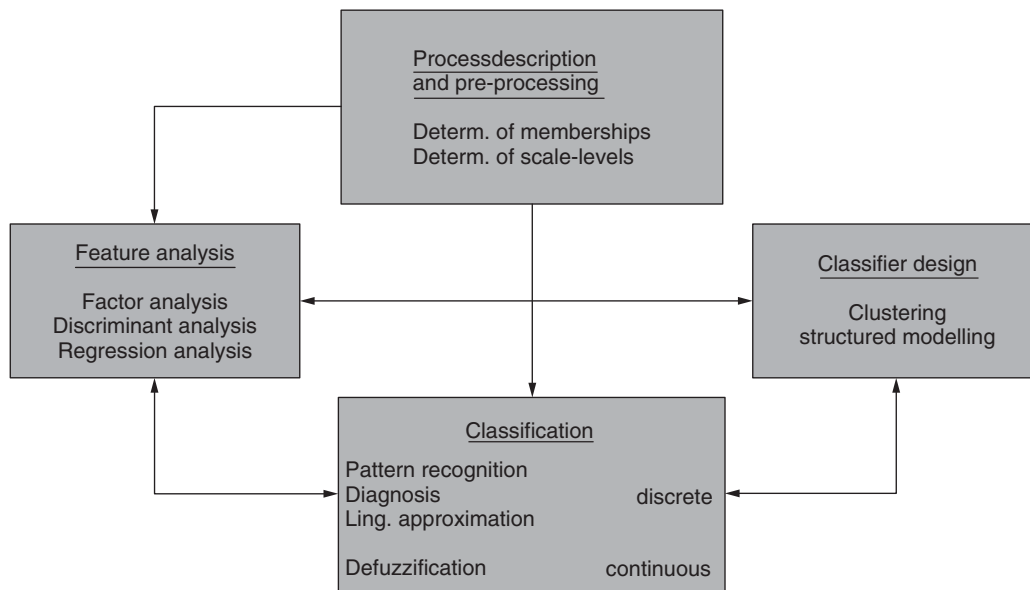 Processdescription
and pre-processing
Determ. of memberships
Determ. of scale-levels
Feature analysis
Factor analysis
Discriminant analysis
Regression analysis
Classifier design
Clustering
structured modelling
Classification
Pattern recognition
Diagnosis discrete
Ling. approximation
Defuzzification continuous